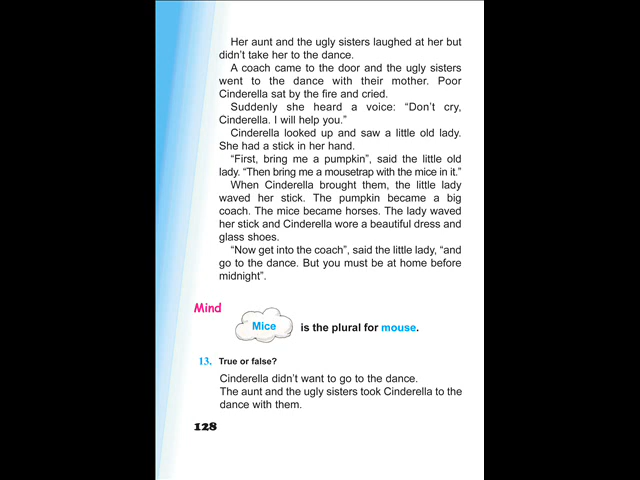 Her aunt and the ugly sisters laughed at her but
didn't take her to the dance.
A coach came to the door and the ugly sisters
went to the dance with their mother. Poor
Cinderella sat by the fire and cried.
Suddenly she heard a voice: “Don't cry,
Cinderella. I will help you.”
Cinderella looked up and saw a little old lady.
She had a stick in her hand.
“First, bring me a pumpkin”, said the little old
lady. “Then bring me a mousetrap with the mice in it.”
When Cinderella brought them, the little lady
waved her stick. The pumpkin became a big
coach. The mice became horses. The lady waved
her stick and Cinderella wore a beautiful dress and
glass shoes.
“Now get into the coach”, said the little lady, “and
go to the dance. But you must be at home before
midnight”.
Mind
Mice is the plural for mouse.
13. True or false?
Cinderella didn't want to go to the dance.
The aunt and the ugly sisters took Cinderella to the
dance with them.
128